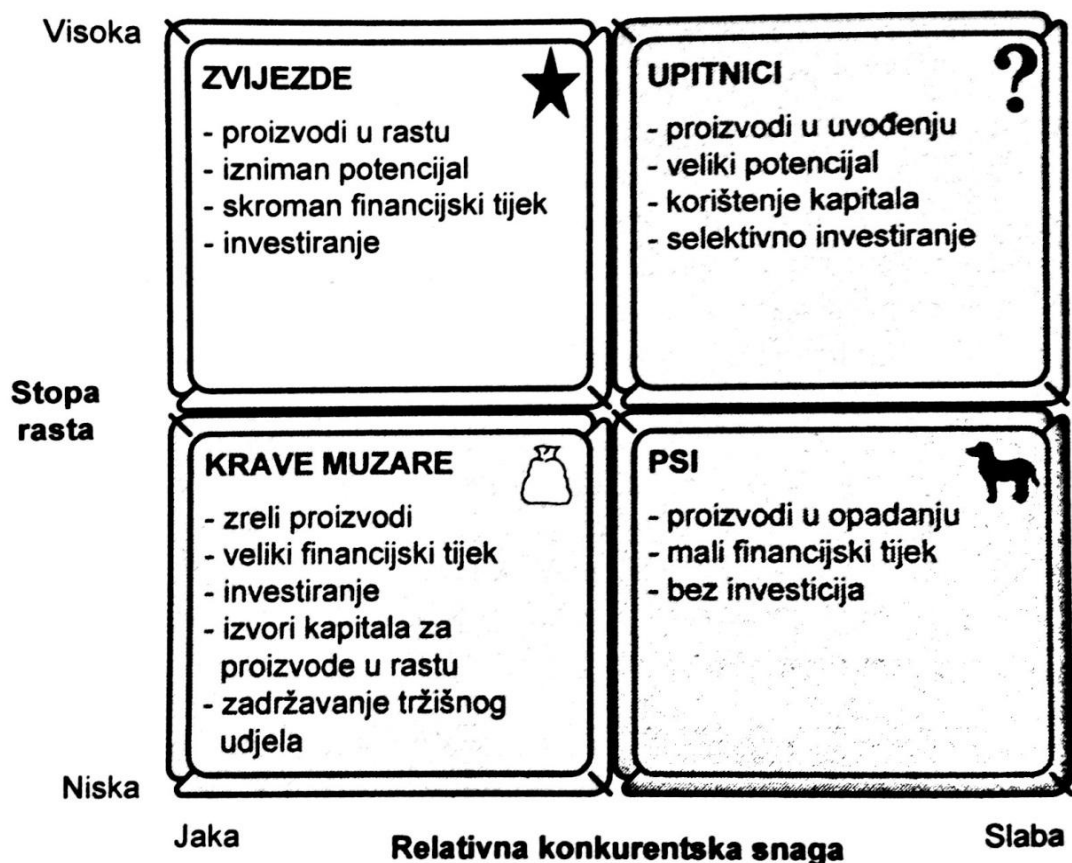 Visoka
ZVIJEZDE
- proizvodi u rastu
- izniman potencijal
- skroman financijski tijek
- investiranje
UPITNICI
?
- proizvodi u uvođenju
- veliki potencijal
- korištenje kapitala
- selektivno investiranje
Stopa
rasta
KRAVE MUZARE
- zreli proizvodi
- veliki financijski tijek
- investiranje
- izvori kapitala za
proizvode u rastu
- zadržavanje tržišnog
udjela
PSI
- proizvodi u opadanju
- mali financijski tijek
- bez investicija
Niska
Jaka
Relativna konkurentska snaga
Slaba